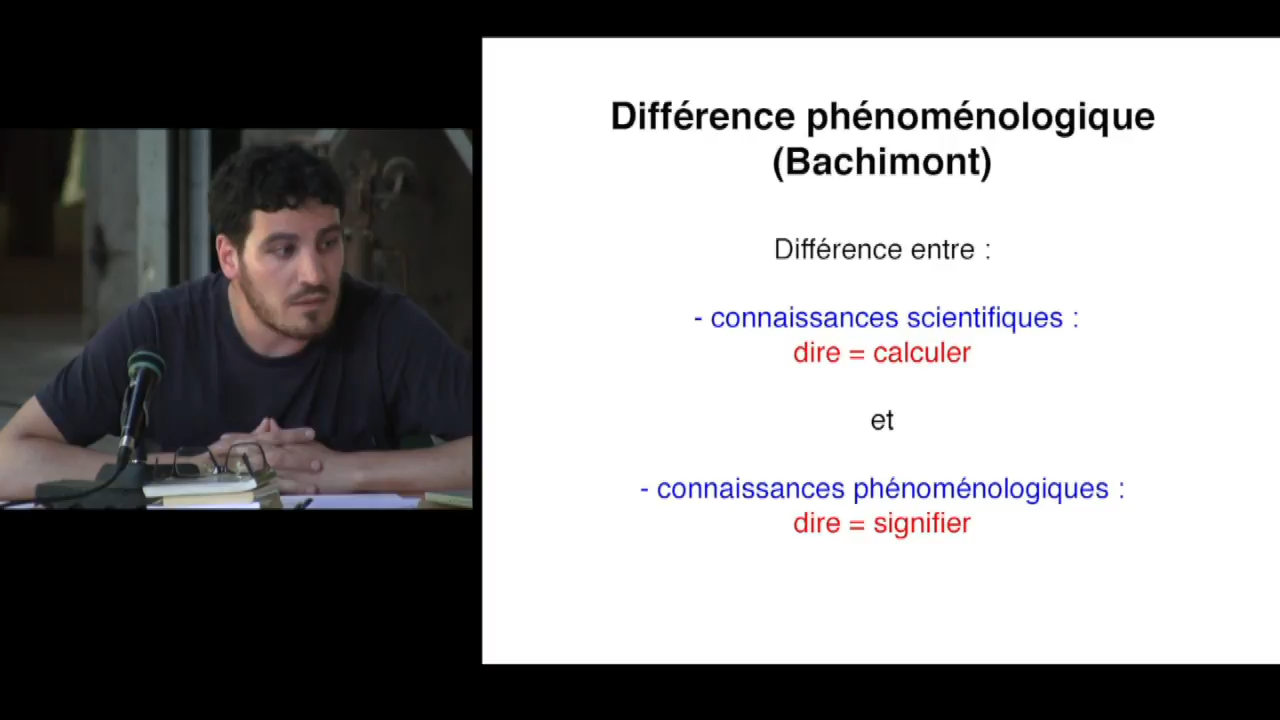 Différence phénoménologique
(Bachimont)
Différence entre :
- connaissances scientifiques :
dire = calculer
et
- connaissances phénoménologiques :
dire = signifier